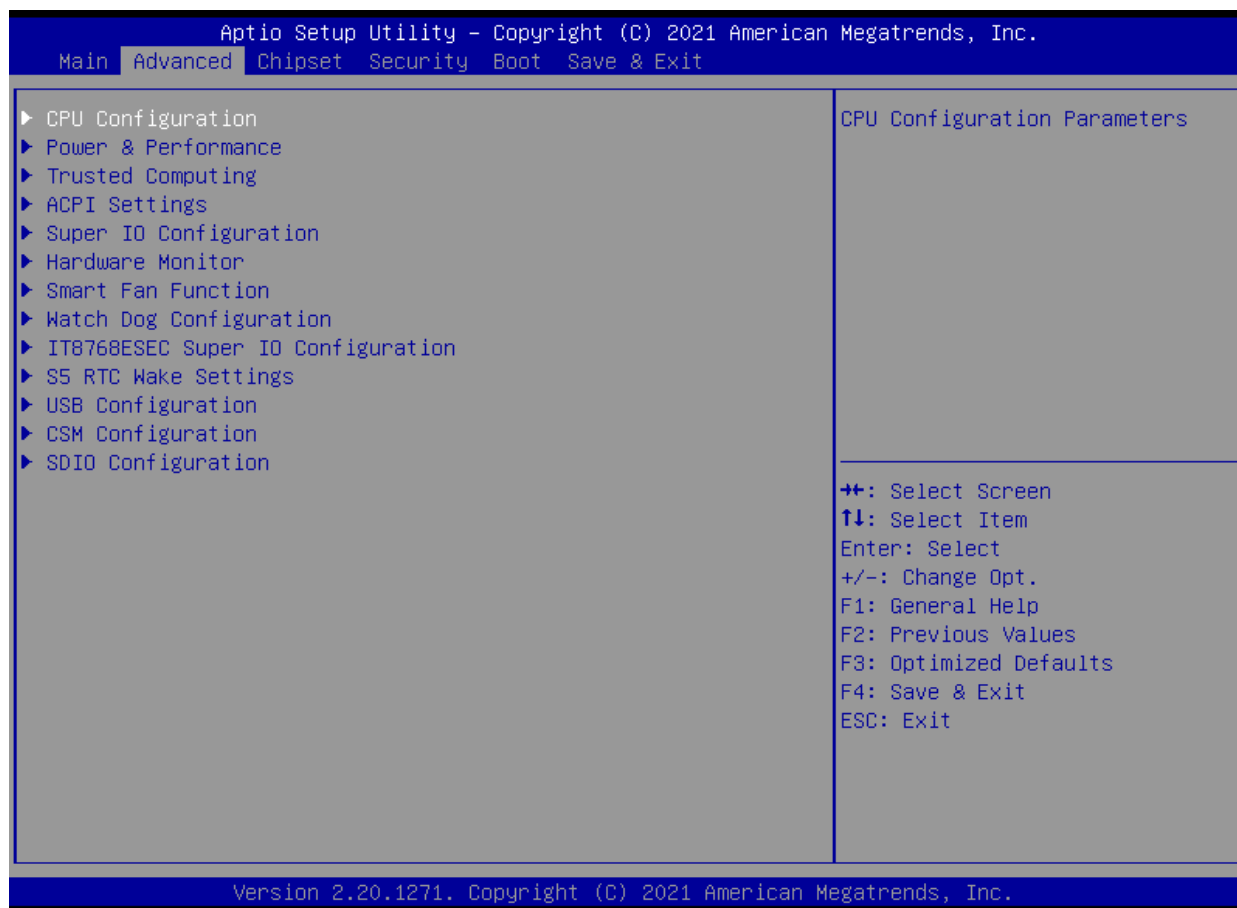 Aptio Setup Utility – Copyright (C) 2021 American Megatrends, Inc.
Main Advanced Chipset Security Boot Save & Exit
▶ CPU Configuration
▶ Power & Performance
▶ Trusted Computing
▶ ACPI Settings
▶ Super IO Configuration
▶ Hardware Monitor
▶ Smart Fan Function
▶ Watch Dog Configuration
▶ IT8768ESEC Super IO Configuration
▶ S5 RTC Wake Settings
▶ USB Configuration
▶ CSM Configuration
▶ SDIO Configuration
CPU Configuration Parameters
→←: Select Screen
↑↓: Select Item
Enter: Select
+/-: Change Opt.
F1: General Help
F2: Previous Values
F3: Optimized Defaults
F4: Save & Exit
ESC: Exit
Version 2.20.1271. Copyright (C) 2021 American Megatrends, Inc.